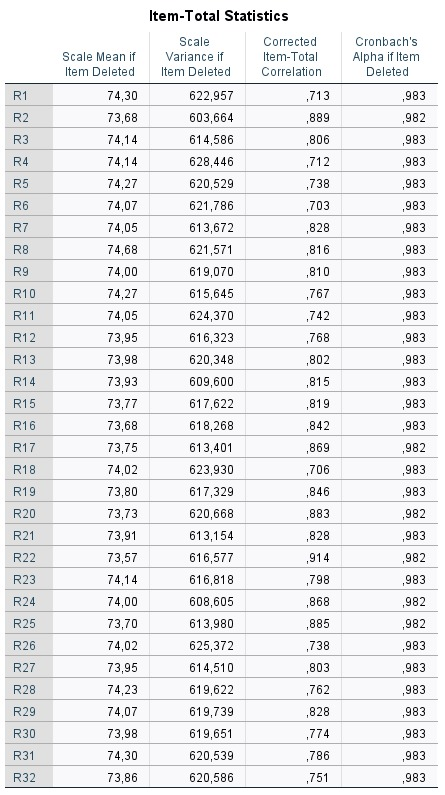 Item-Total Statistics
Scale Mean if Item Deleted | Scale Variance if Item Deleted | Corrected Item-Total Correlation | Cronbach's Alpha if Item Deleted
R1 74,30 622,957 ,713 ,983
R2 73,68 603,664 ,889 ,982
R3 74,14 614,586 ,806 ,983
R4 74,14 628,446 ,712 ,983
R5 74,27 620,529 ,738 ,983
R6 74,07 621,786 ,703 ,983
R7 74,05 613,672 ,828 ,983
R8 74,68 621,571 ,816 ,983
R9 74,00 619,070 ,810 ,983
R10 74,27 615,645 ,767 ,983
R11 74,05 624,370 ,742 ,983
R12 73,95 616,323 ,768 ,983
R13 73,98 620,348 ,802 ,983
R14 73,93 609,600 ,815 ,983
R15 73,77 617,622 ,819 ,983
R16 73,68 618,268 ,842 ,983
R17 73,75 613,401 ,869 ,982
R18 74,02 623,930 ,706 ,983
R19 73,80 617,329 ,846 ,983
R20 73,73 620,668 ,883 ,982
R21 73,91 613,154 ,828 ,983
R22 73,57 616,577 ,914 ,982
R23 74,14 616,818 ,798 ,983
R24 74,00 608,605 ,868 ,982
R25 73,70 613,980 ,885 ,982
R26 74,02 625,372 ,738 ,983
R27 73,95 614,510 ,803 ,983
R28 74,23 619,622 ,762 ,983
R29 74,07 619,739 ,828 ,983
R30 73,98 619,651 ,774 ,983
R31 74,30 620,539 ,786 ,983
R32 73,86 620,586 ,751 ,983